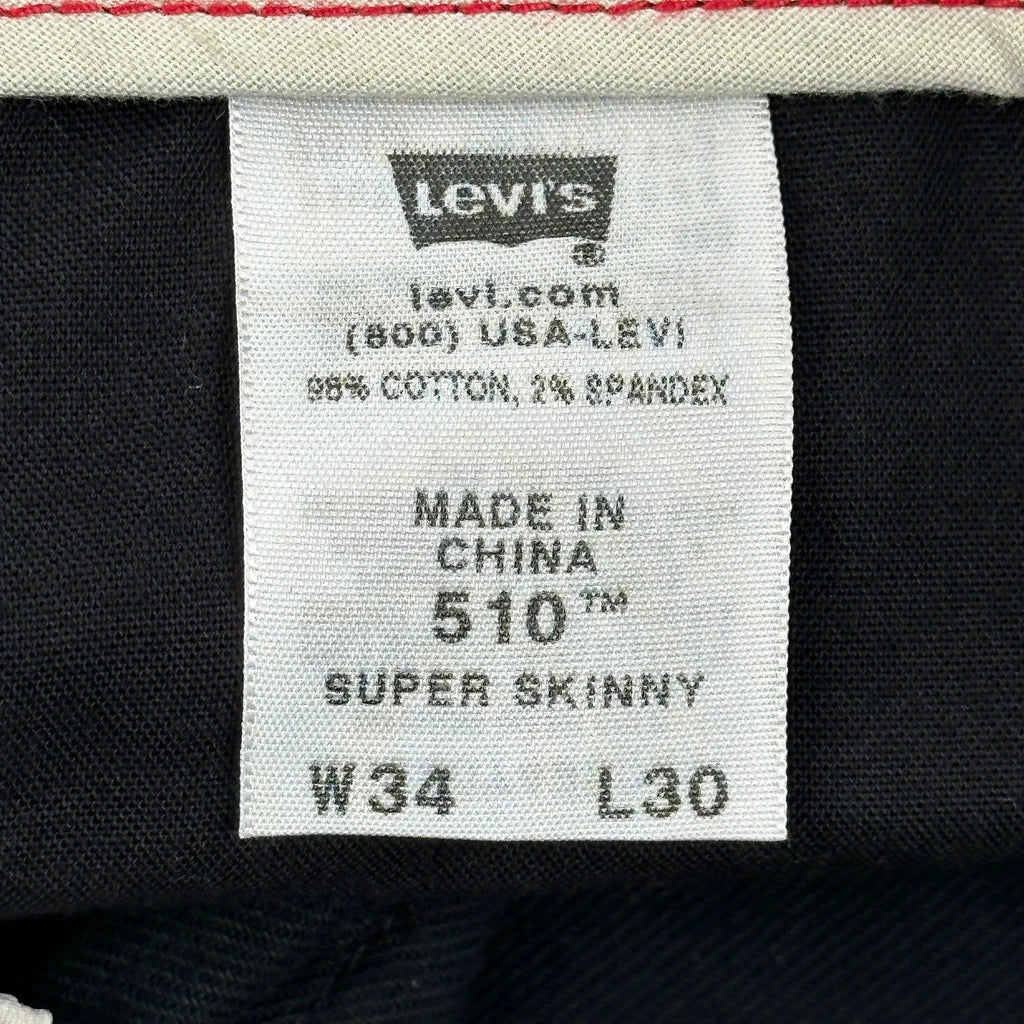 Levi's
®
levi.com
(800) USA-LEVI
98% COTTON, 2% SPANDEX
MADE IN
CHINA
510™
SUPER SKINNY
W34 L30